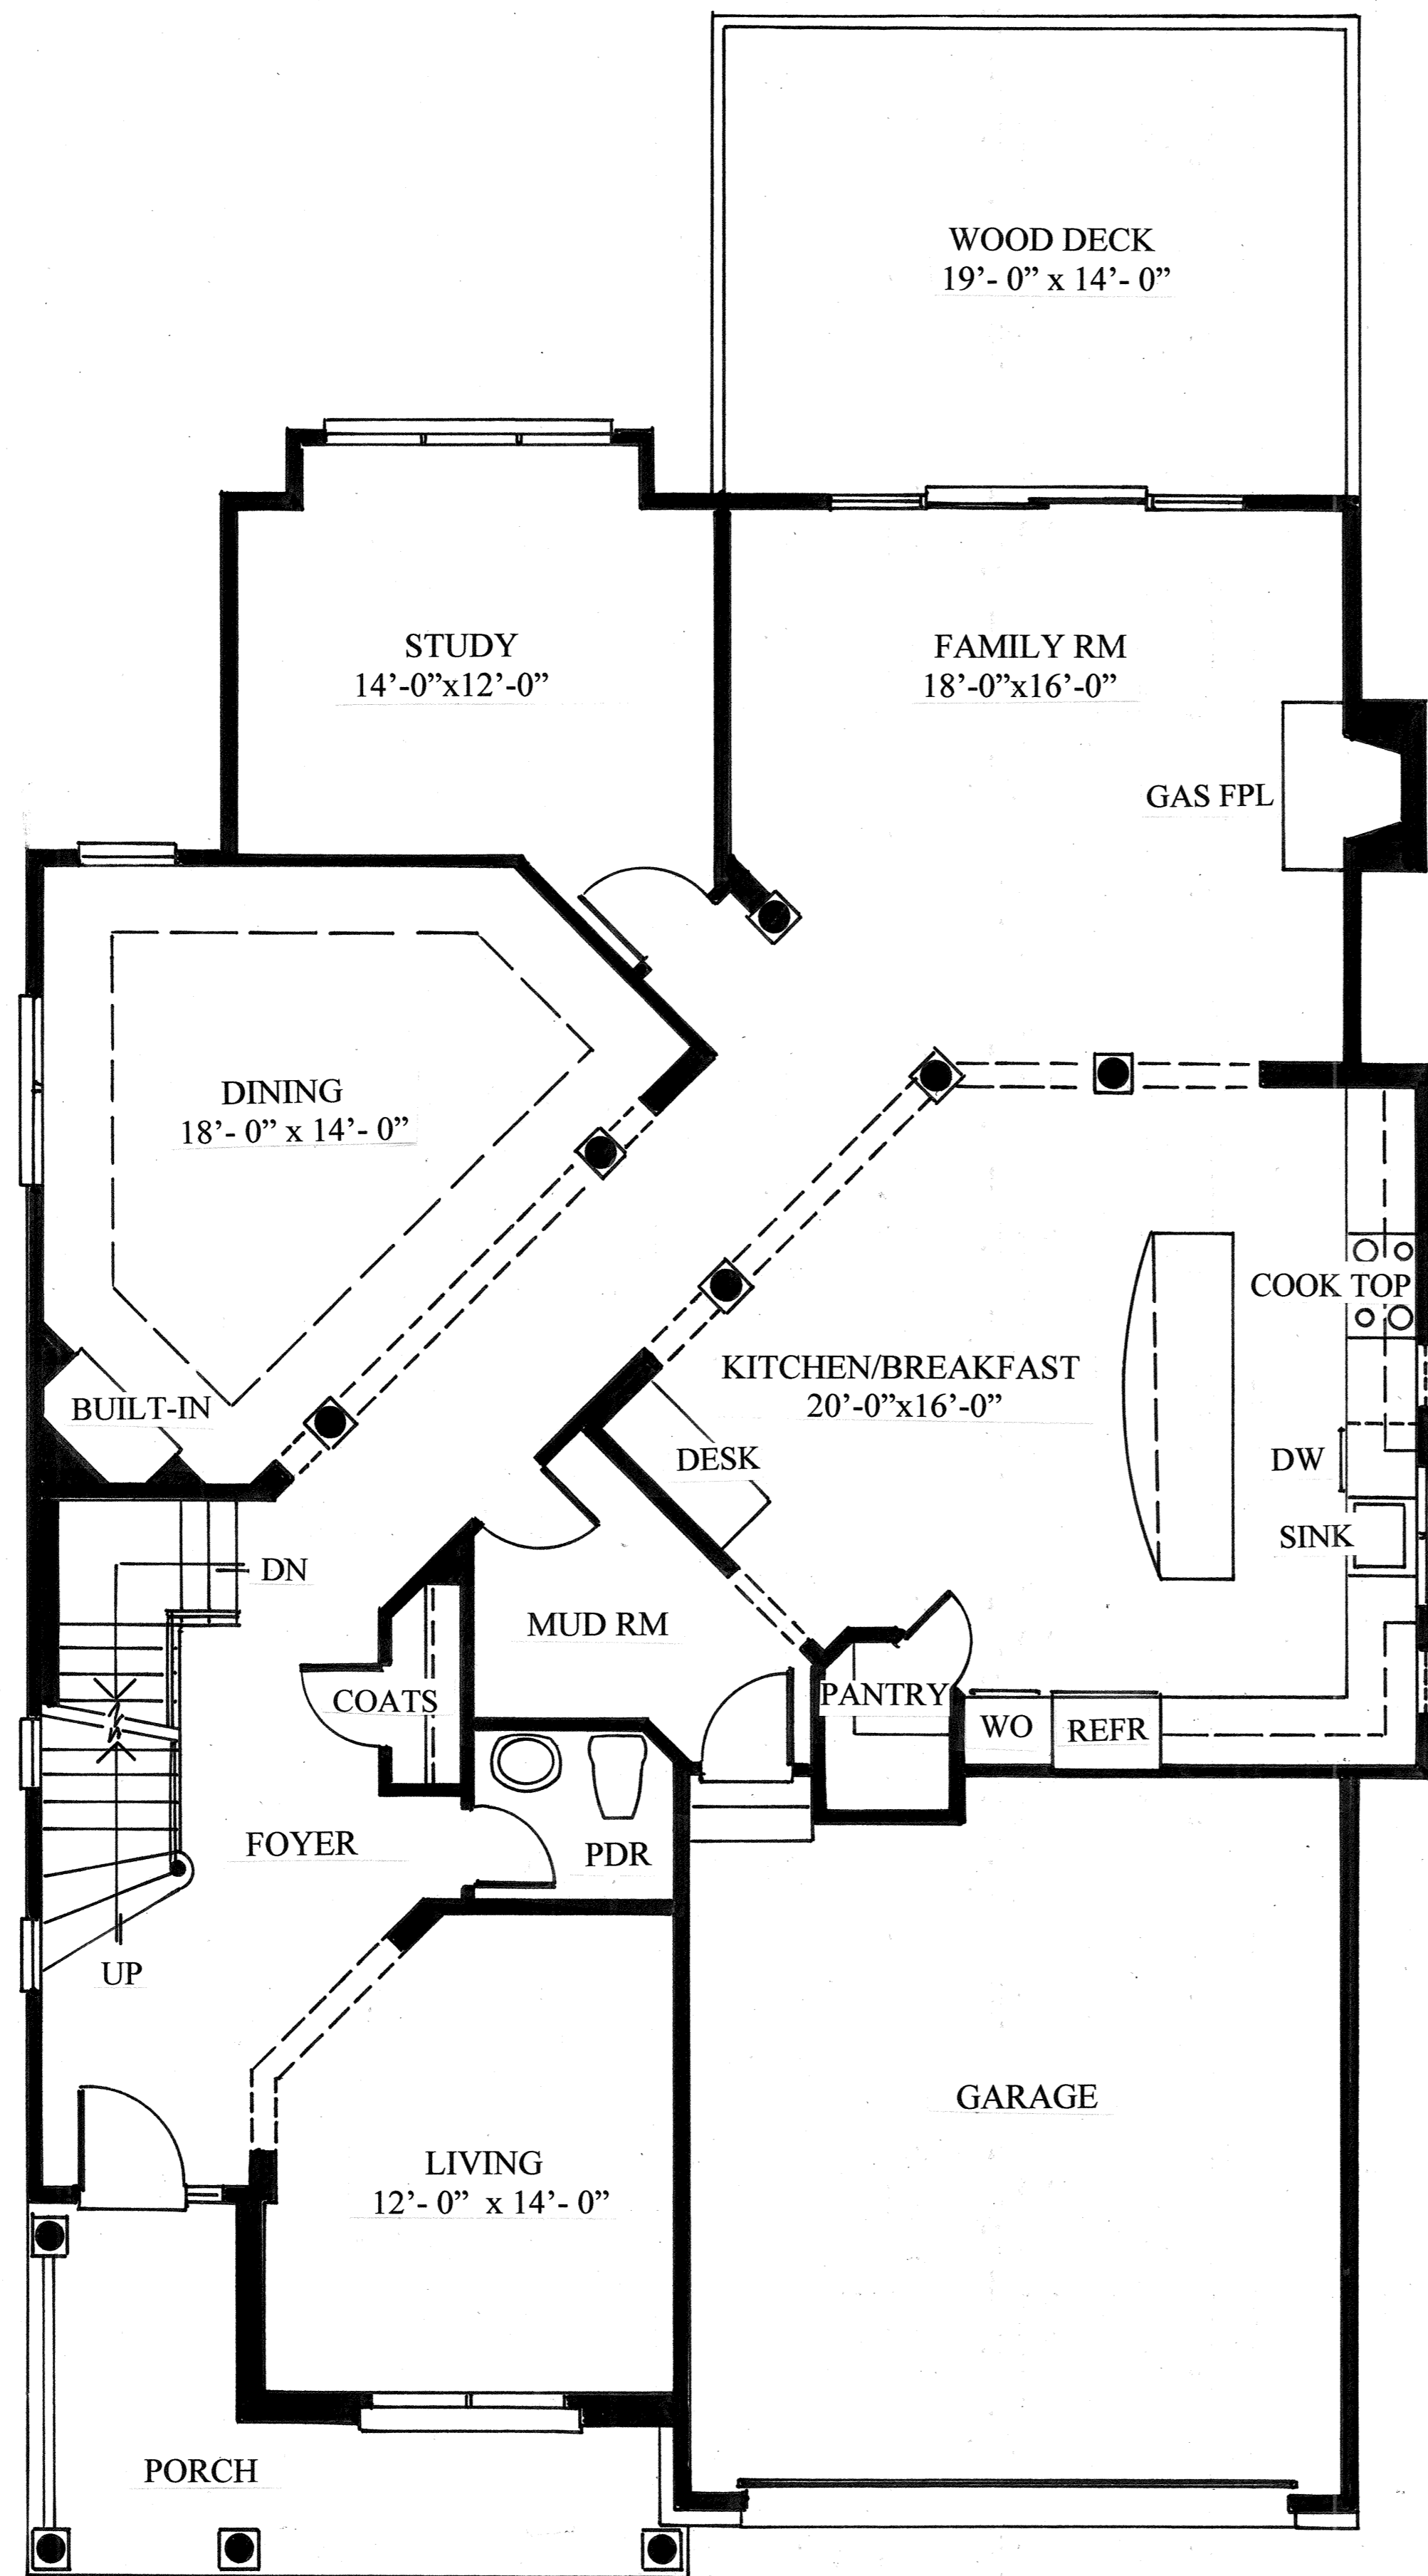 WOOD DECK
19’- 0” x 14’- 0”
STUDY
14’-0”x12’-0”
FAMILY RM
18’-0”x16’-0”
GAS FPL
DINING
18’- 0” x 14’- 0”
BUILT-IN
COOK TOP
KITCHEN/BREAKFAST
20’-0”x16’-0”
DESK
DW
SINK
DN
MUD RM
COATS
PANTRY
WO
REFR
FOYER
PDR
UP
GARAGE
LIVING
12’- 0” x 14’- 0”
PORCH